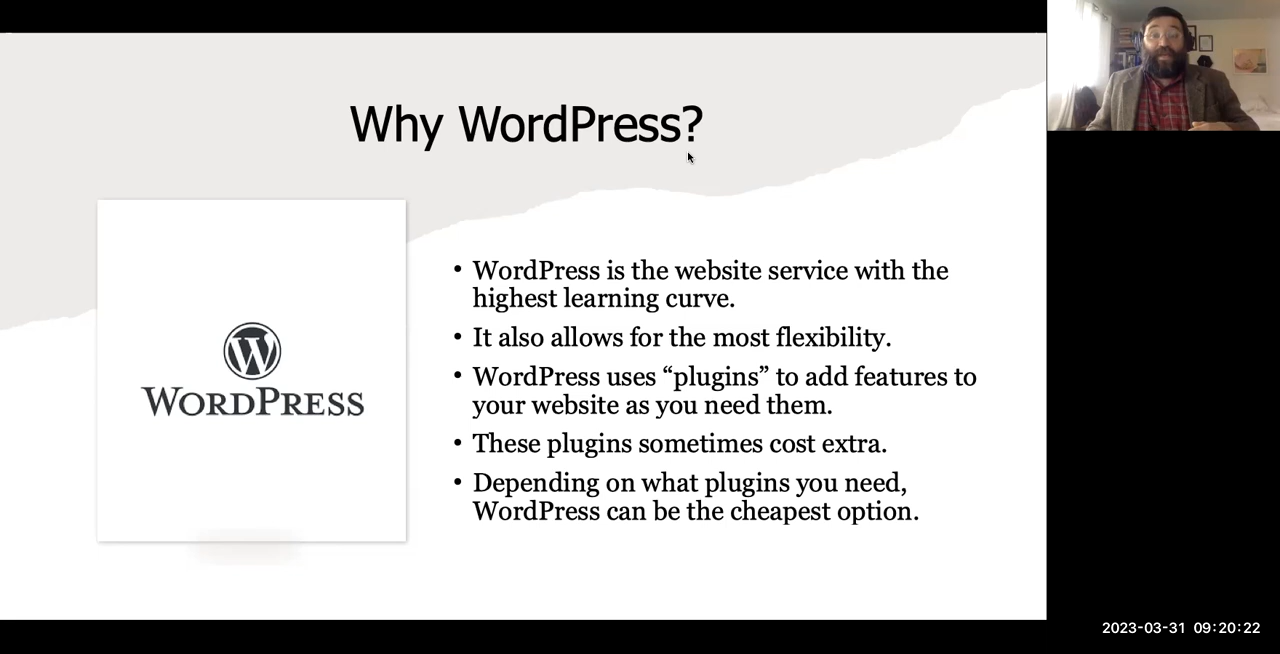 Why WordPress?
WORDPRESS
• WordPress is the website service with the
highest learning curve.
• It also allows for the most flexibility.
• WordPress uses “plugins” to add features to
your website as you need them.
• These plugins sometimes cost extra.
• Depending on what plugins you need,
WordPress can be the cheapest option.
2023-03-31 09:20:22